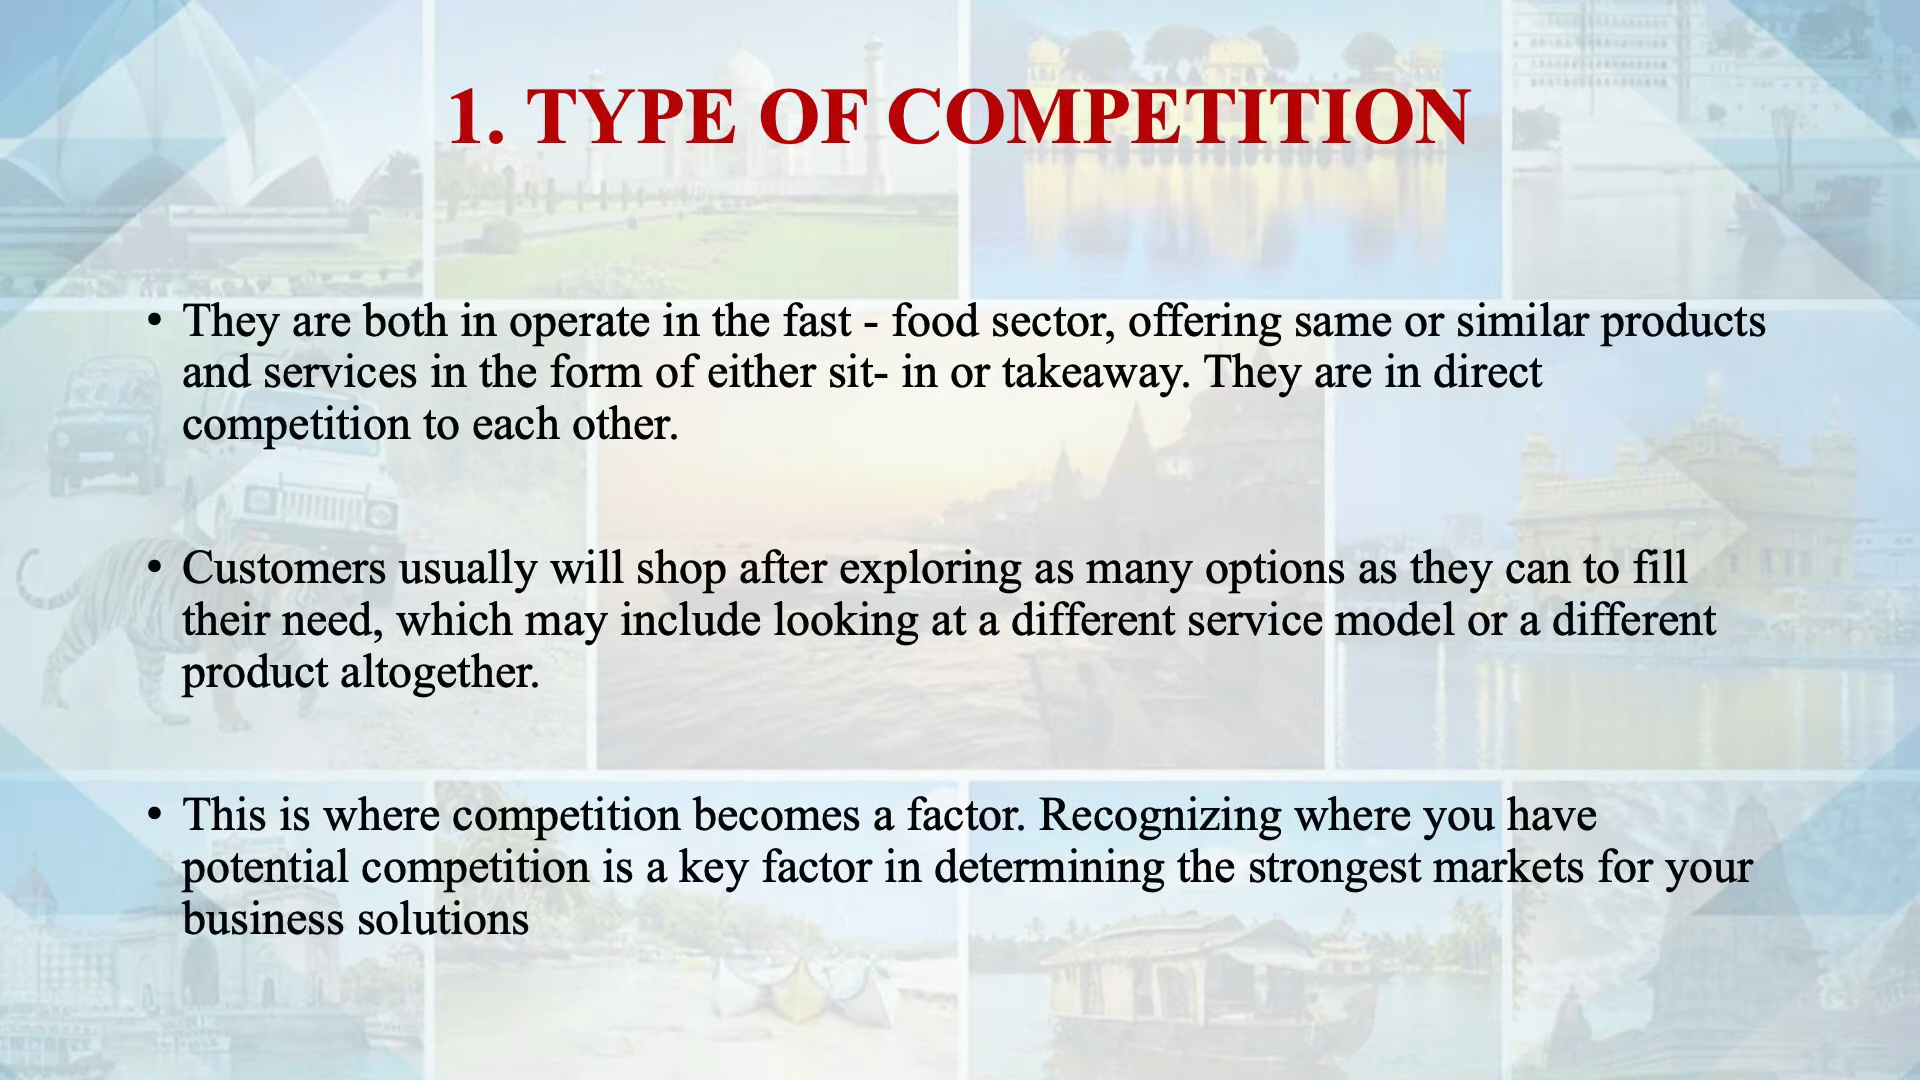 1. TYPE OF COMPETITION
• They are both in operate in the fast - food sector, offering same or similar products
and services in the form of either sit- in or takeaway. They are in direct
competition to each other.
• Customers usually will shop after exploring as many options as they can to fill
their need, which may include looking at a different service model or a different
product altogether.
• This is where competition becomes a factor. Recognizing where you have
potential competition is a key factor in determining the strongest markets for your
business solutions